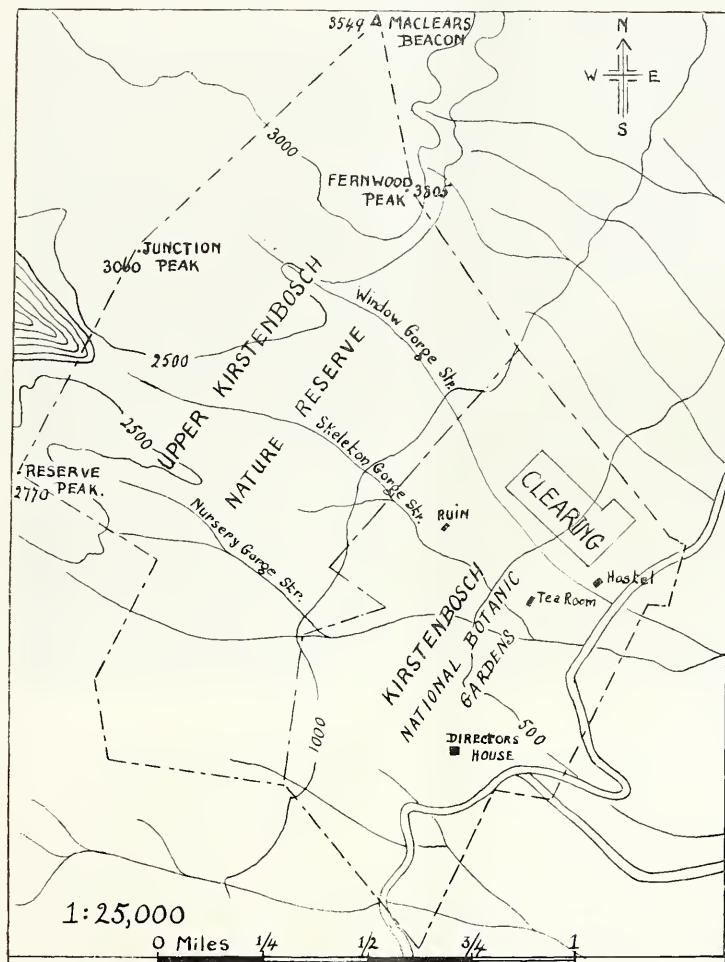 3549 MACLEARS
BEACON
N
W E
S
3000
FERNWOOD
PEAK
3805
JUNCTION
3060 PEAK
Window Gorge Str.
2500
UPPER KIRSTENBOSCH
NATURE RESERVE
2500
RESERVE
2770 PEAK.
Skeleton Gorge Str.
Nursery Gorge Str.
RUIN
CLEARING
Hostel
Tea Room
KIRSTENBOSCH
NATIONAL BOTANIC
GARDENS
500
DIRECTORS
HOUSE
1000
1:25,000
0 Miles 1/4 1/2 3/4 1